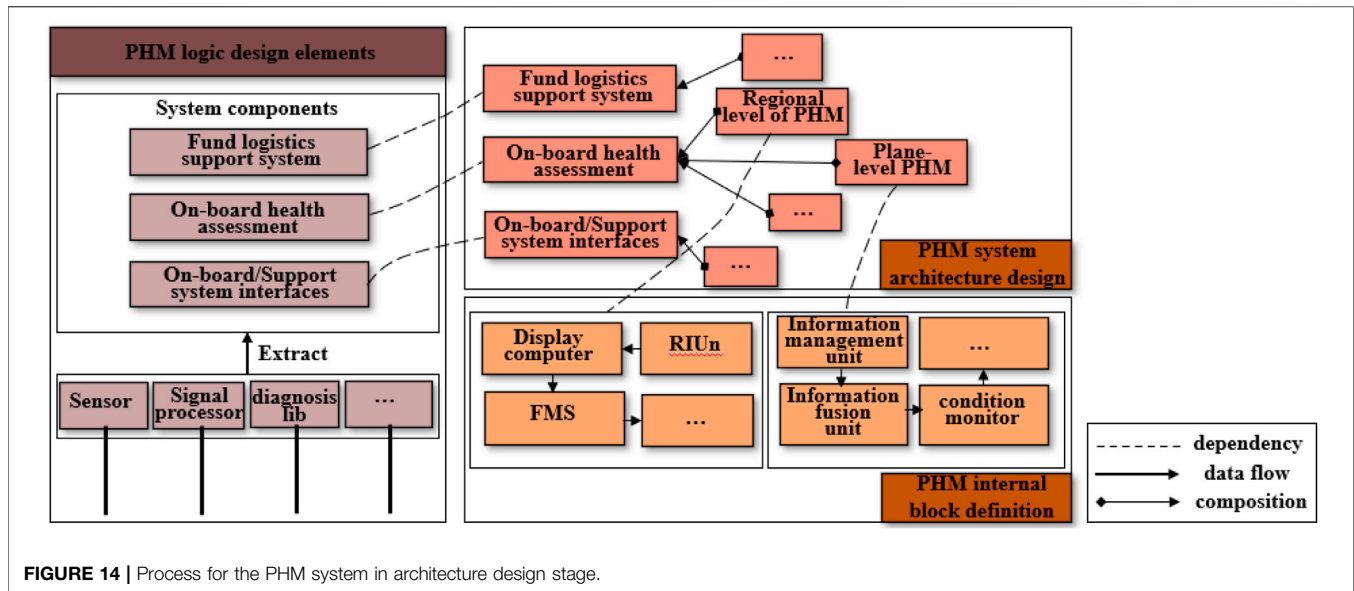 PHM logic design elements
System components
Fund logistics
support system
On-board health
assessment
On-board/Support
system interfaces
Extract
Sensor
Signal
processor
diagnosis
lib
...
Fund logistics
support system
On-board health
assessment
On-board/Support
system interfaces
...
Regional
level of PHM
Plane-
level PHM
...
...
PHM system
architecture design
Display
computer
RIUn
FMS
...
Information
management
unit
...
Information
fusion
unit
condition
monitor
PHM internal
block definition
dependency
data flow
composition
FIGURE 14 | Process for the PHM system in architecture design stage.